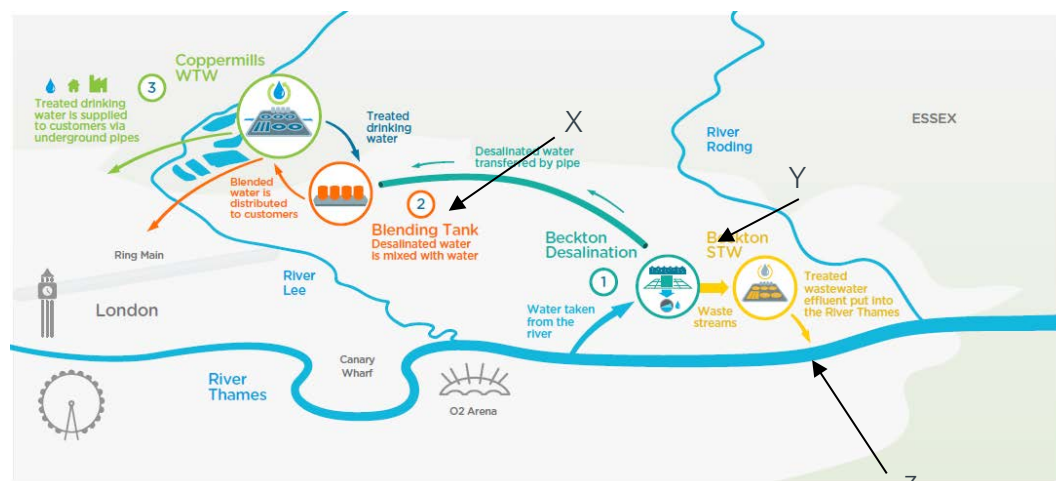 Coppermills
WTW
3
Treated drinking
water is supplied
to customers via
underground pipes
Treated
drinking
water
X
Desalinated water
transferred by pipe
River
Roding
ESSEX
Y
Blended
water is
distributed
to customers
2
Blending Tank
Desalinated water
is mixed with water
Beckton
Desalination
1
Beckton
STW
Treated
wastewater
effluent put into
the River Thames
Waste
streams
Water taken
from the
river
Ring Main
London
River
Lee
River
Thames
Canary
Wharf
O2 Arena